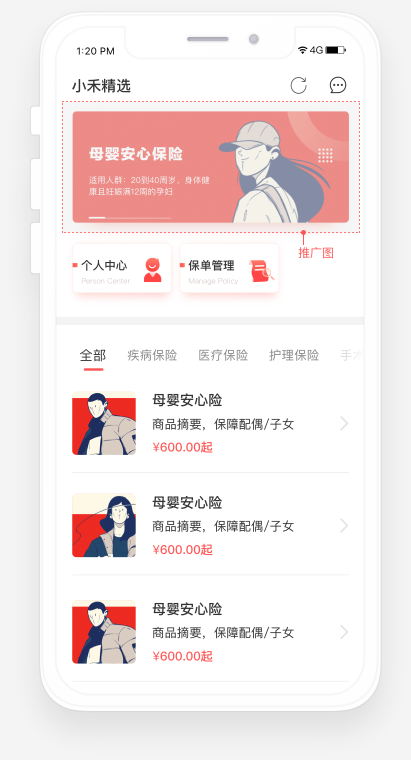 1:20 PM 4G
小禾精选
母婴安心保险
适用人群：20到40周岁、身体健
康且妊娠满12周的孕妇
推广图
个人中心 保单管理
Person Center Manage Policy
全部 疾病保险 医疗保险 护理保险 手术
母婴安心险
商品摘要，保障配偶/子女
¥600.00起
母婴安心险
商品摘要，保障配偶/子女
¥600.00起
母婴安心险
商品摘要，保障配偶/子女
¥600.00起